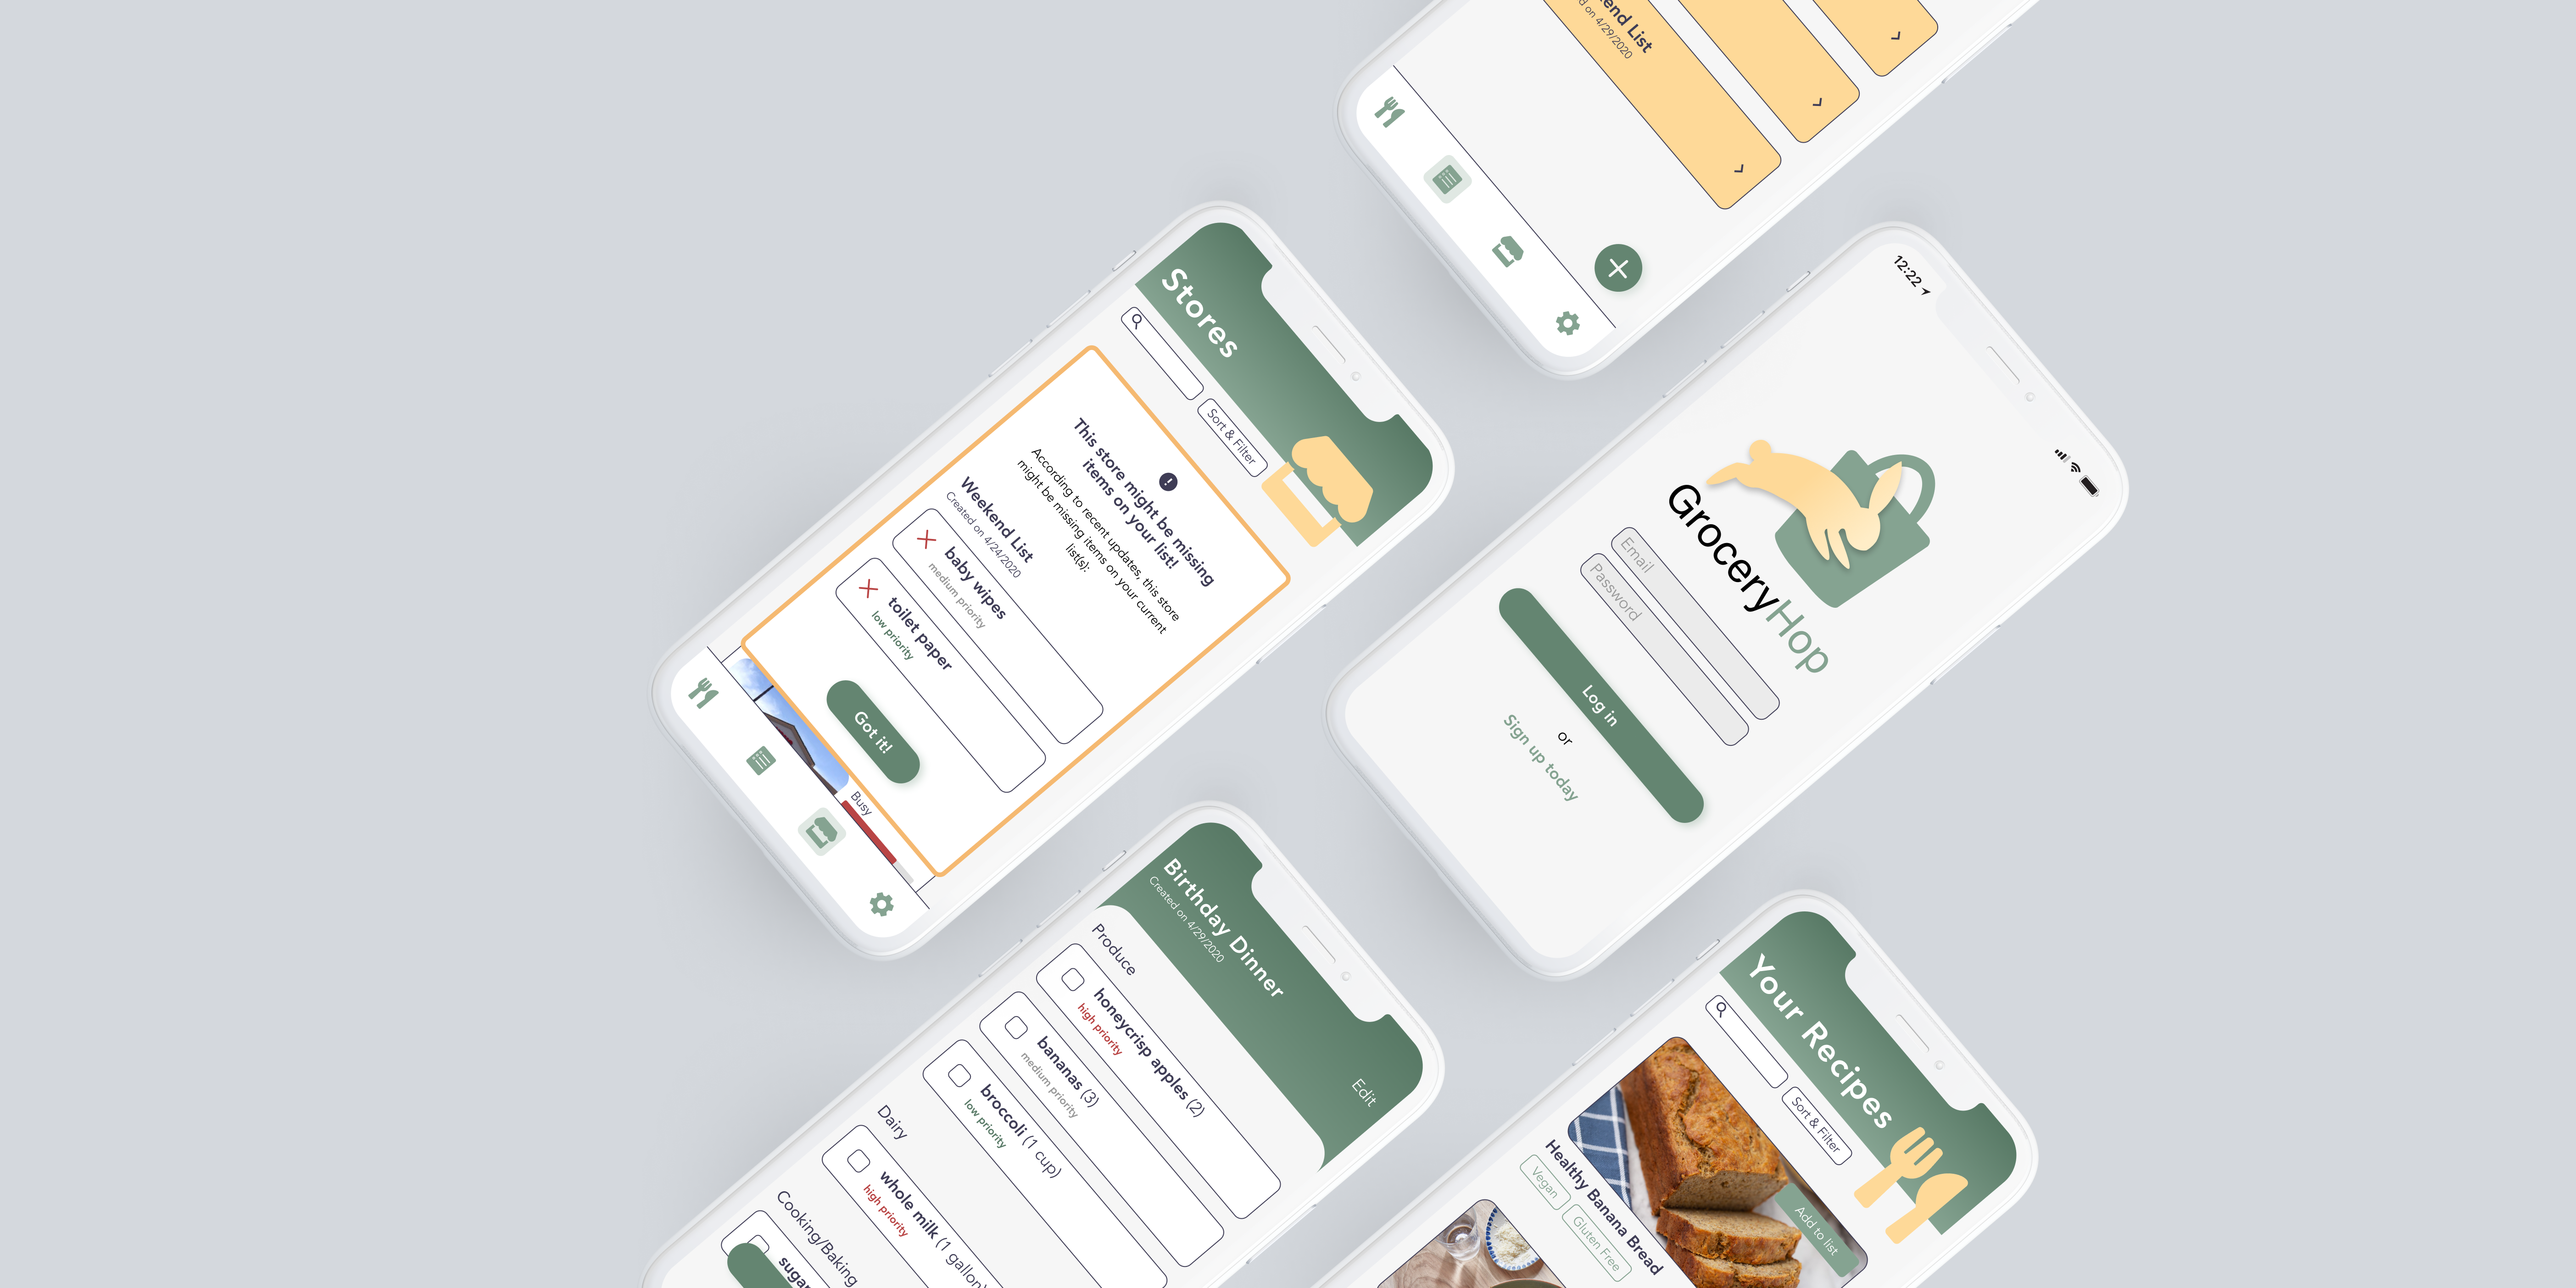 end List
d on 4/29/2020
Stores
Sort & Filter
This store might be missing
items on your list!
According to recent updates, this store
might be missing items on your current
list(s):
Weekend List
Created on 4/24/2020
baby wipes
medium priority
toilet paper
low priority
Got it!
Busy
12:22
GroceryHop
Email
Password
Log in
or
Sign up today
Birthday Dinner
Created on 4/29/2020
Edit
Produce
honeycrisp apples (2)
high priority
bananas (3)
medium priority
broccoli (1 cup)
low priority
Dairy
whole milk (1 gallon)
high priority
Cooking/Baking
sugar
Your Recipes
Sort & Filter
Add to list
Healthy Banana Bread
Vegan
Gluten Free